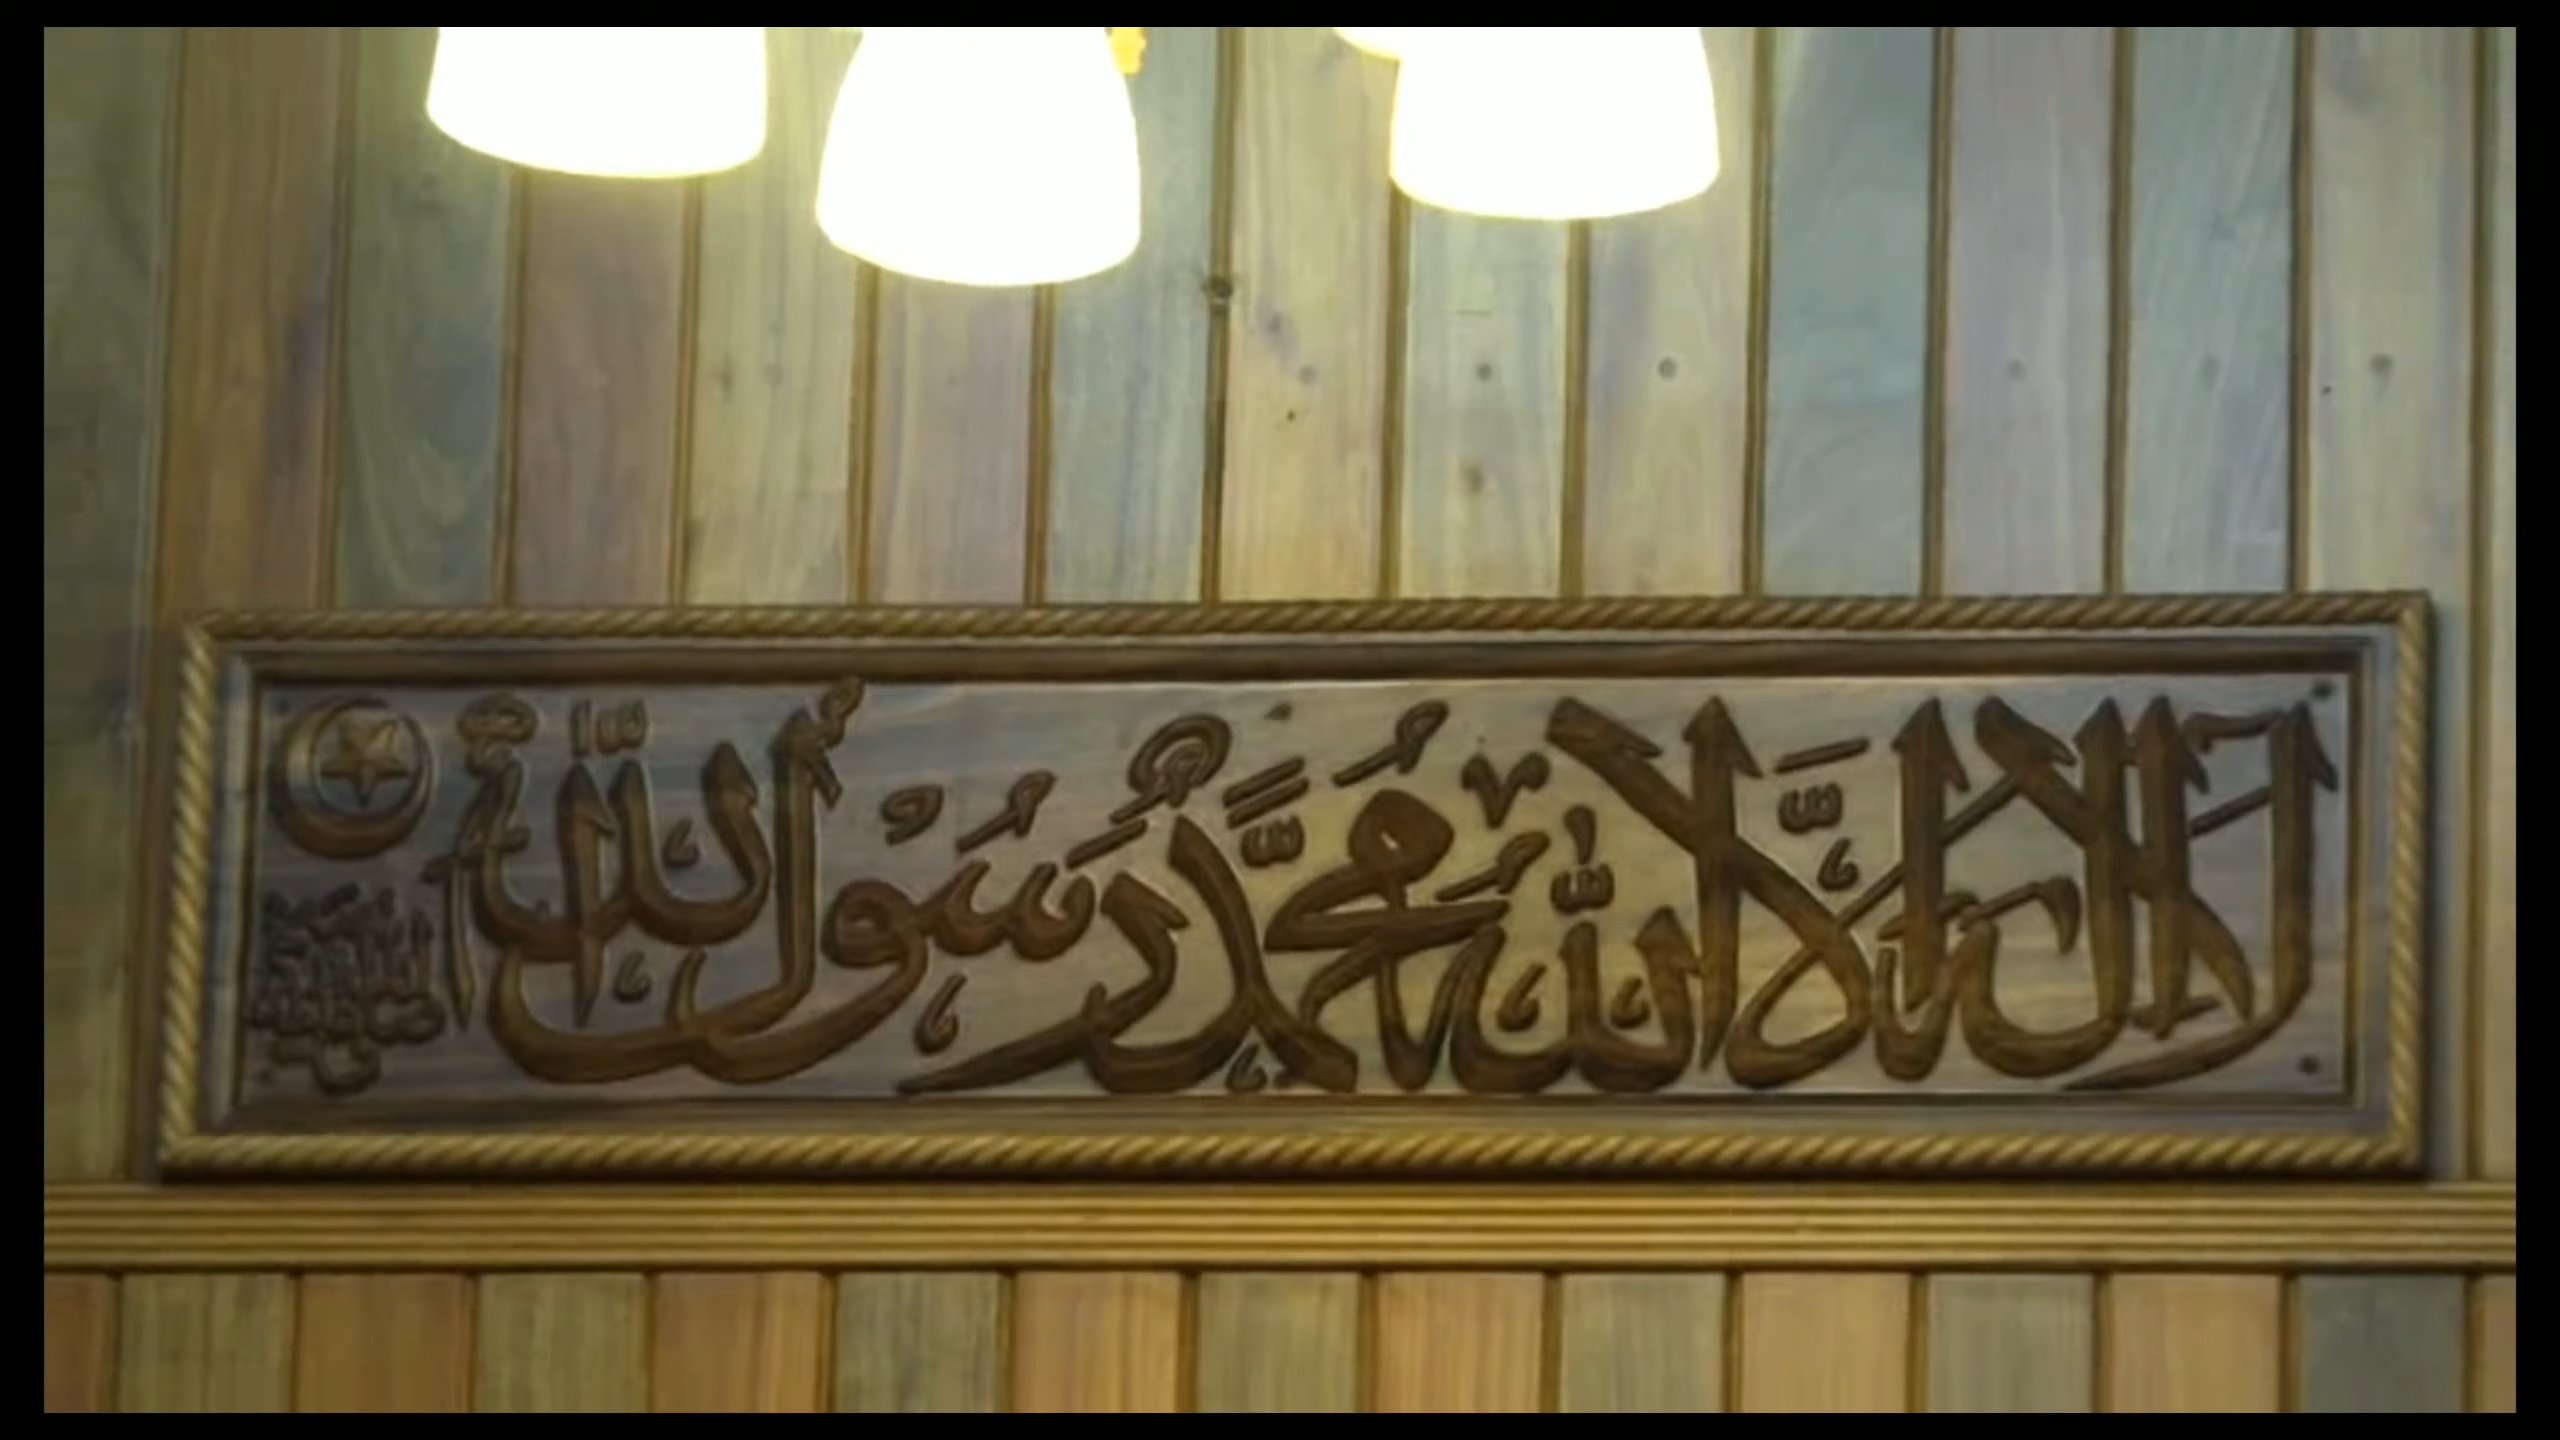 لا إله إلا الله محمد رسول الله